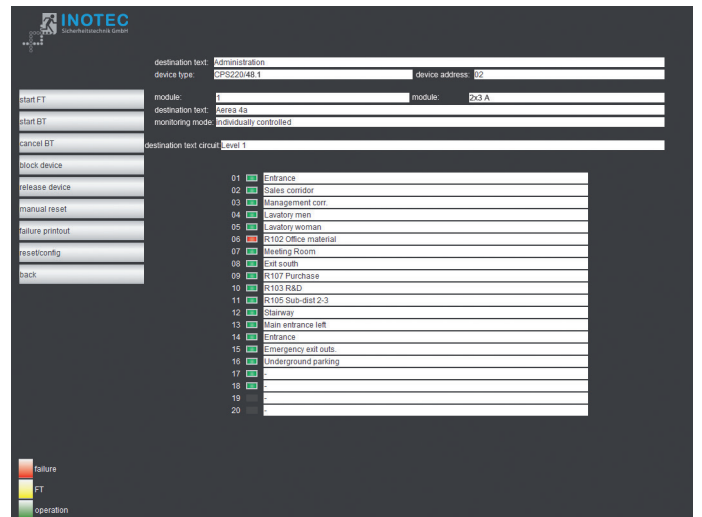 INOTEC
Sicherheitstechnik GmbH
destination text: Administration
device type: CPS220/48.1 device address: 02
start FT
module: 1 module: 2x3 A
destination text: Aerea 4a
start BT
monitoring mode: individually controlled
cancel BT
destination text circuit: Level 1
block device
release device
manual reset
failure printout
reset/config
back
01 Entrance
02 Sales corridor
03 Management corr.
04 Lavatory men
05 Lavatory woman
06 R102 Office material
07 Meeting Room
08 Exit south
09 R107 Purchase
10 R103 R&D
11 R105 Sub-dist 2-3
12 Stairway
13 Main entrance left
14 Entrance
15 Emergency exit outs.
16 Underground parking
17 -
18 -
19 -
20 -
failure
FT
operation